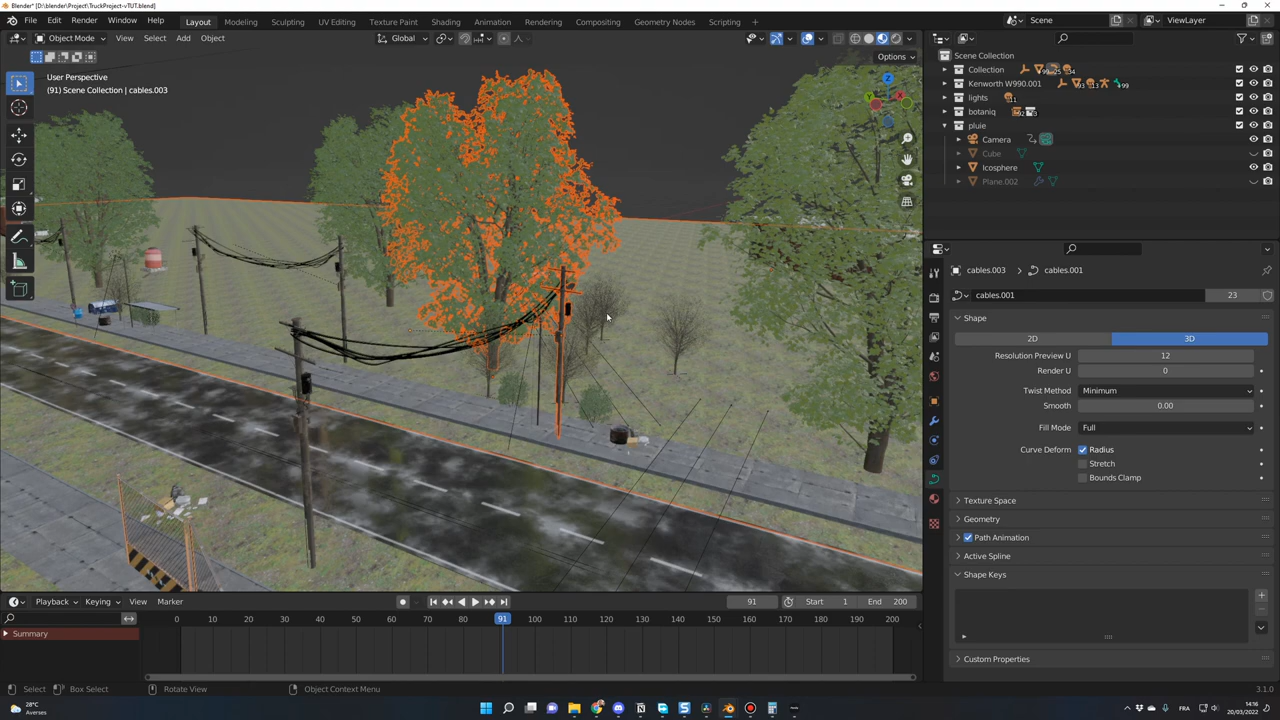 Blender* [D:\blender\Project\TruckProject-vTUT.blend]
File Edit Render Window Help
Layout Modeling Sculpting UV Editing Texture Paint Shading Animation Rendering Compositing Geometry Nodes Scripting +
Scene
ViewLayer
Object Mode View Select Add Object
Global
Options
User Perspective
(91) Scene Collection | cables.003
Z
Y
X
Scene Collection
Collection
Kenworth W990.001
lights
botaniq
pluie
Camera
Cube
Icosphere
Plane.002
cables.003 > cables.001
cables.001 23
Shape
2D 3D
Resolution Preview U 12
Render U 0
Twist Method Minimum
Smooth 0.00
Fill Mode Full
Curve Deform Radius
Stretch
Bounds Clamp
Texture Space
Geometry
Path Animation
Active Spline
Shape Keys
Custom Properties
Playback Keying View Marker
91 Start 1 End 200
0 10 20 30 40 50 60 70 80 91 100 110 120 130 140 150 160 170 180 190 200
Summary
Select Box Select Rotate View Object Context Menu
3.1.0
28°C
Averses
FRA
14:16
20/03/2022